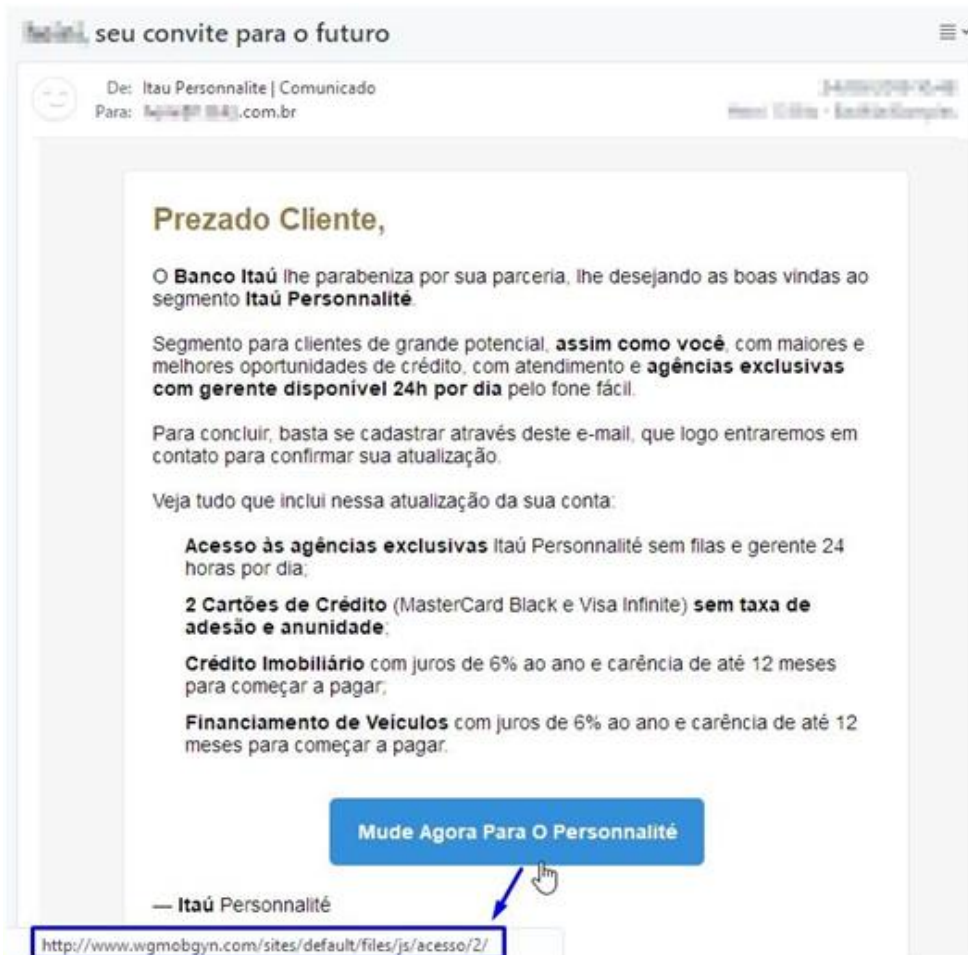 , seu convite para o futuro
De: Itau Personnalite | Comunicado
Para: .com.br
Prezado Cliente,
O Banco Itaú lhe parabeniza por sua parceria, lhe desejando as boas vindas ao
segmento Itaú Personnalité.
Segmento para clientes de grande potencial, assim como você, com maiores e
melhores oportunidades de crédito, com atendimento e agências exclusivas
com gerente disponível 24h por dia pelo fone fácil.
Para concluir, basta se cadastrar através deste e-mail, que logo entraremos em
contato para confirmar sua atualização.
Veja tudo que inclui nessa atualização da sua conta:
Acesso às agências exclusivas Itaú Personnalité sem filas e gerente 24
horas por dia;
2 Cartões de Crédito (MasterCard Black e Visa Infinite) sem taxa de
adesão e anunidade;
Crédito Imobiliário com juros de 6% ao ano e carência de até 12 meses
para começar a pagar;
Financiamento de Veículos com juros de 6% ao ano e carência de até 12
meses para começar a pagar.
Mude Agora Para O Personnalité
— Itaú Personnalité
http://www.wgmobgyn.com/sites/default/files/js/acesso/2/